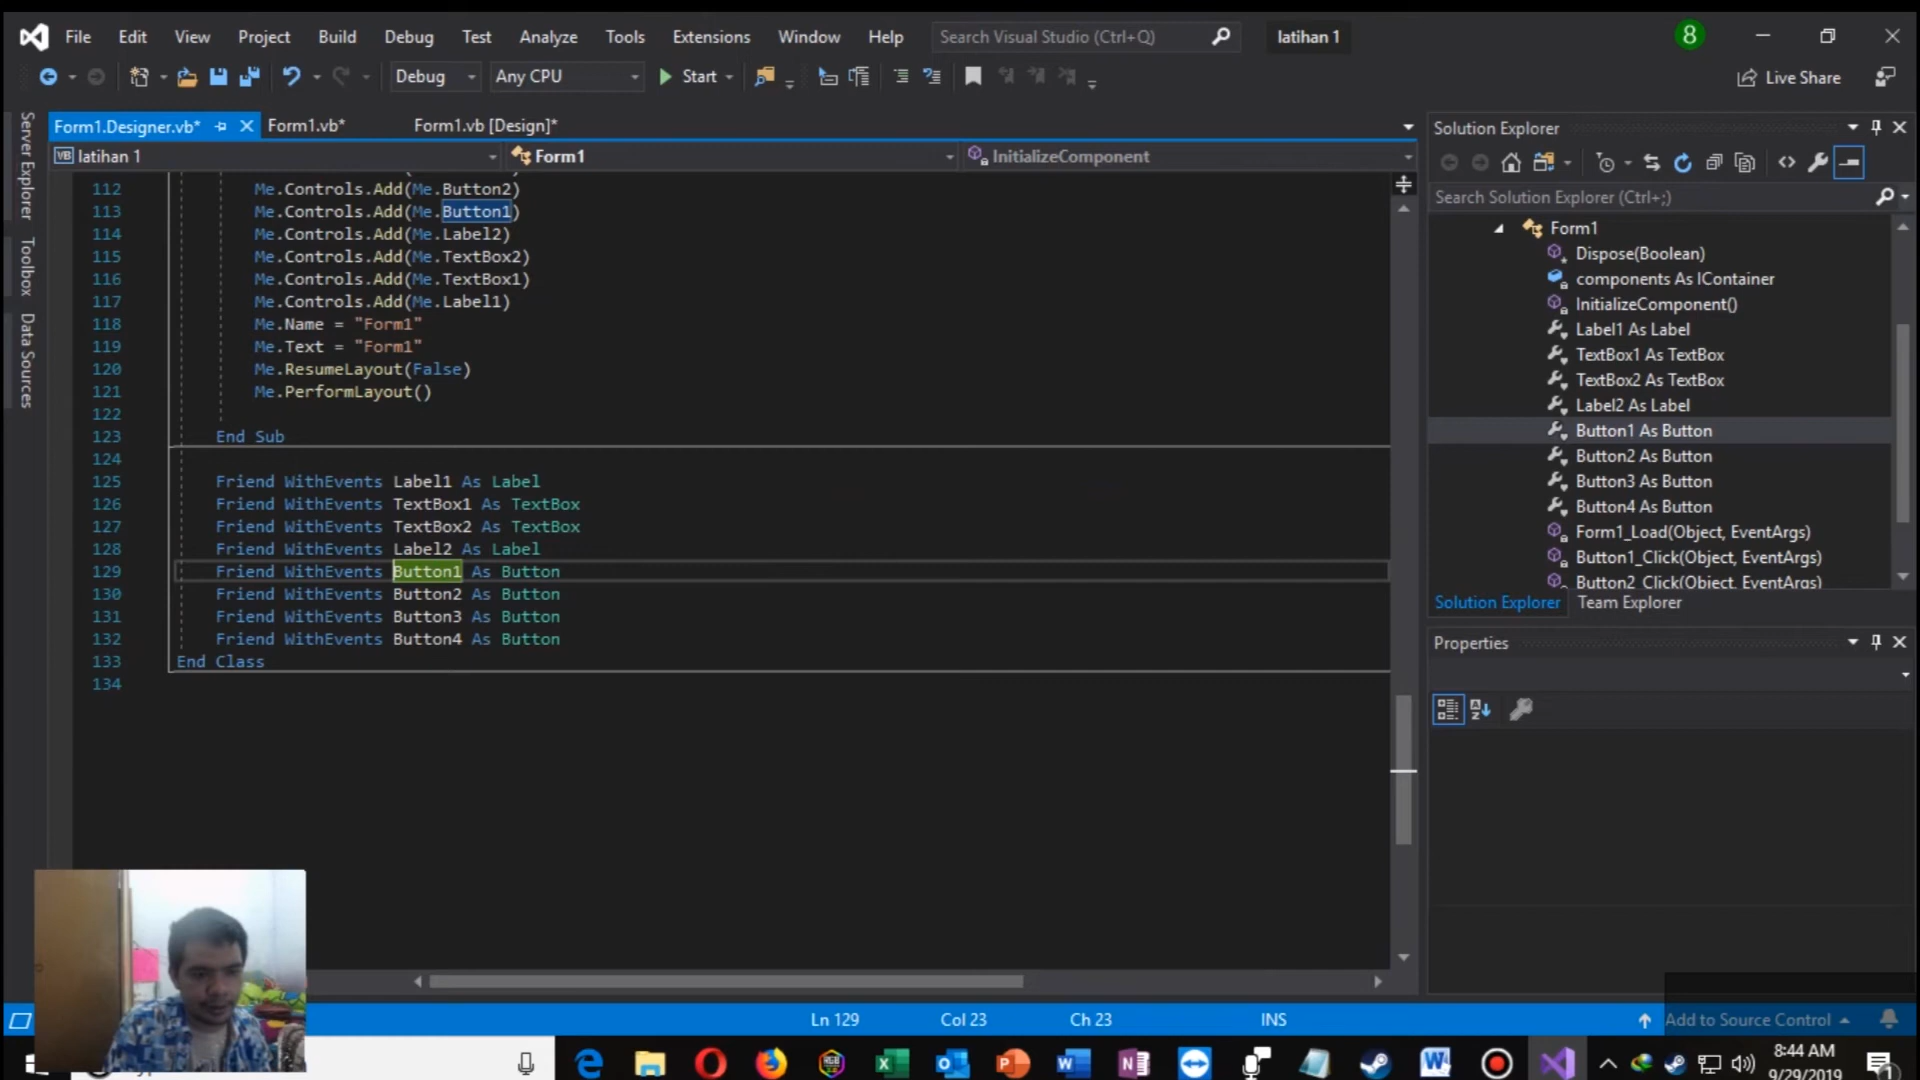 File Edit View Project Build Debug Test Analyze Tools Extensions Window Help Search Visual Studio (Ctrl+Q) latihan 1 8
Debug Any CPU Start Live Share
Form1.Designer.vb* Form1.vb* Form1.vb [Design]*
VB latihan 1 Form1 InitializeComponent
Server Explorer
Toolbox
Data Sources
112 Me.Controls.Add(Me.Button2)
113 Me.Controls.Add(Me.Button1)
114 Me.Controls.Add(Me.Label2)
115 Me.Controls.Add(Me.TextBox2)
116 Me.Controls.Add(Me.TextBox1)
117 Me.Controls.Add(Me.Label1)
118 Me.Name = "Form1"
119 Me.Text = "Form1"
120 Me.ResumeLayout(False)
121 Me.PerformLayout()
122
123 End Sub
124
125 Friend WithEvents Label1 As Label
126 Friend WithEvents TextBox1 As TextBox
127 Friend WithEvents TextBox2 As TextBox
128 Friend WithEvents Label2 As Label
129 Friend WithEvents Button1 As Button
130 Friend WithEvents Button2 As Button
131 Friend WithEvents Button3 As Button
132 Friend WithEvents Button4 As Button
133 End Class
134
Solution Explorer
Search Solution Explorer (Ctrl+;)
Form1
Dispose(Boolean)
components As IContainer
InitializeComponent()
Label1 As Label
TextBox1 As TextBox
TextBox2 As TextBox
Label2 As Label
Button1 As Button
Button2 As Button
Button3 As Button
Button4 As Button
Form1_Load(Object, EventArgs)
Button1_Click(Object, EventArgs)
Button2_Click(Object, EventArgs)
Solution Explorer Team Explorer
Properties
Ln 129 Col 23 Ch 23 INS Add to Source Control
8:44 AM
9/29/2019